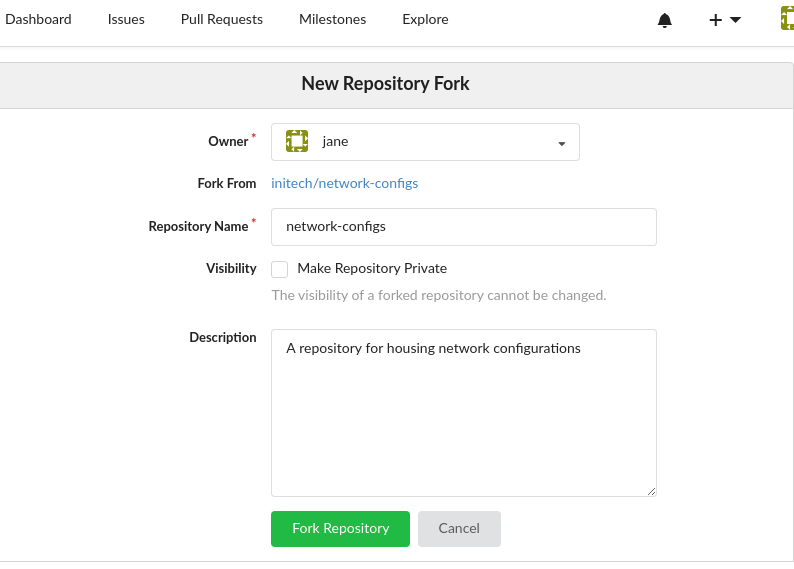 Dashboard Issues Pull Requests Milestones Explore
New Repository Fork
Owner * jane
Fork From initech/network-configs
Repository Name * network-configs
Visibility Make Repository Private
The visibility of a forked repository cannot be changed.
Description A repository for housing network configurations
Fork Repository Cancel